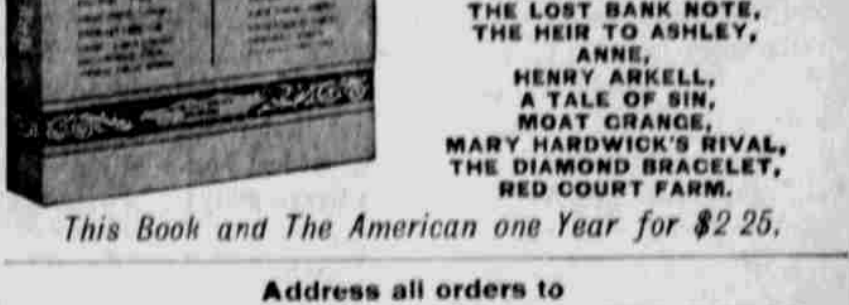 THE LOST BANK NOTE,
THE HEIR TO ASHLEY,
ANNE,
HENRY ARKELL,
A TALE OF SIN,
MOAT GRANGE,
MARY HARDWICK'S RIVAL,
THE DIAMOND BRACELET,
RED COURT FARM.
This Book and The American one Year for $2 25.
Address all orders to